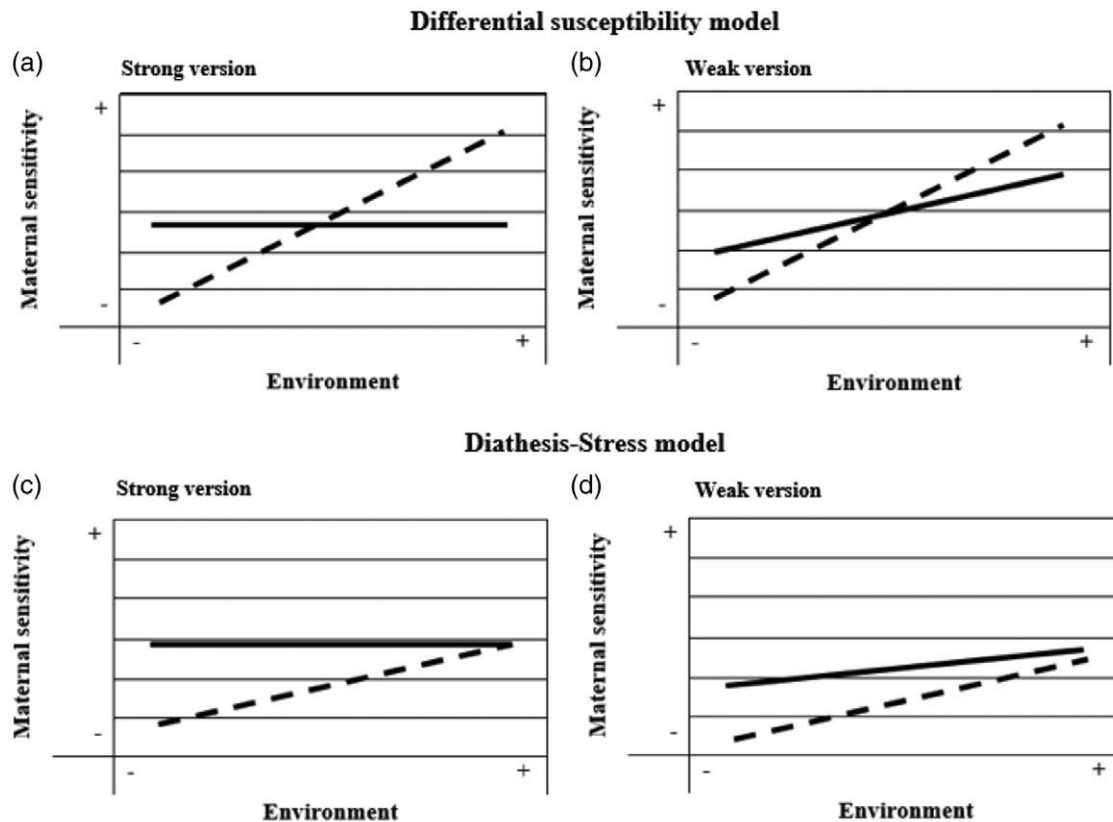 Differential susceptibility model
(a)
Strong version
+
Maternal sensitivity
-
-
+
Environment
(b)
Weak version
+
Maternal sensitivity
-
-
+
Environment
Diathesis-Stress model
(c)
Strong version
+
Maternal sensitivity
-
-
+
Environment
(d)
Weak version
+
Maternal sensitivity
-
-
+
Environment